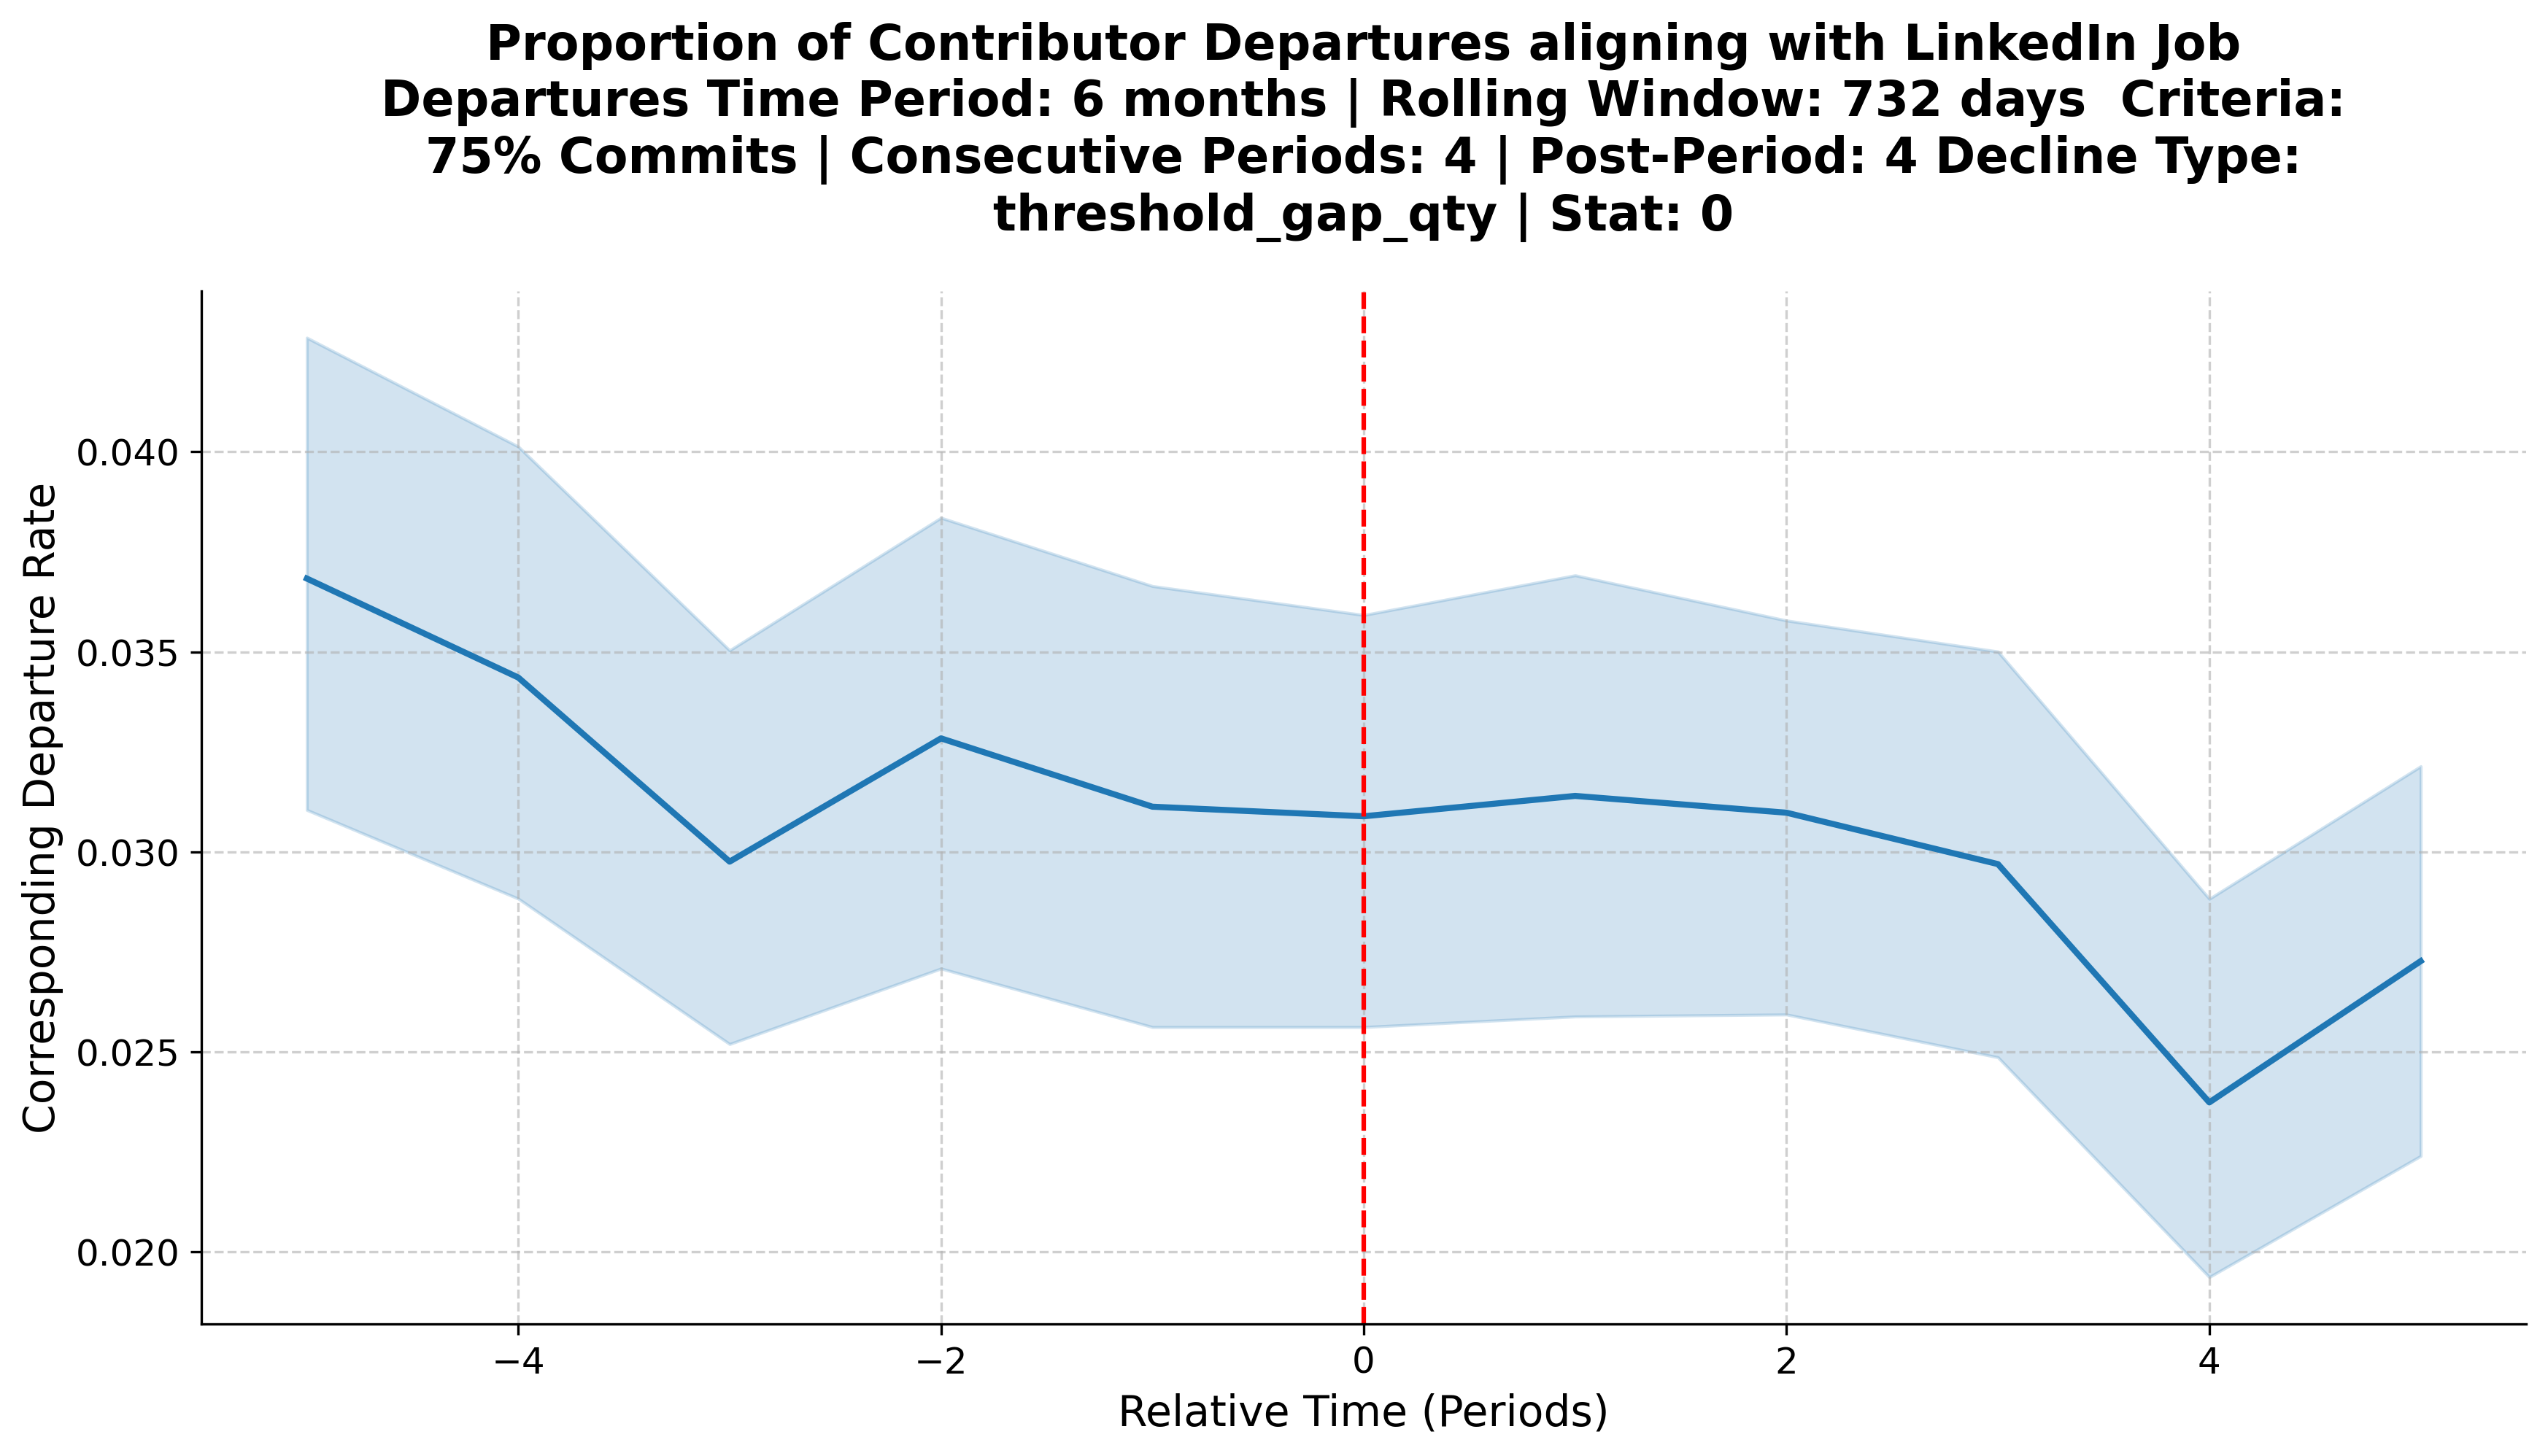 Proportion of Contributor Departures aligning with LinkedIn Job
Departures Time Period: 6 months | Rolling Window: 732 days  Criteria:
75% Commits | Consecutive Periods: 4 | Post-Period: 4 Decline Type:
threshold_gap_qty | Stat: 0
Corresponding Departure Rate
0.040
0.035
0.030
0.025
0.020
−4
−2
0
2
4
Relative Time (Periods)